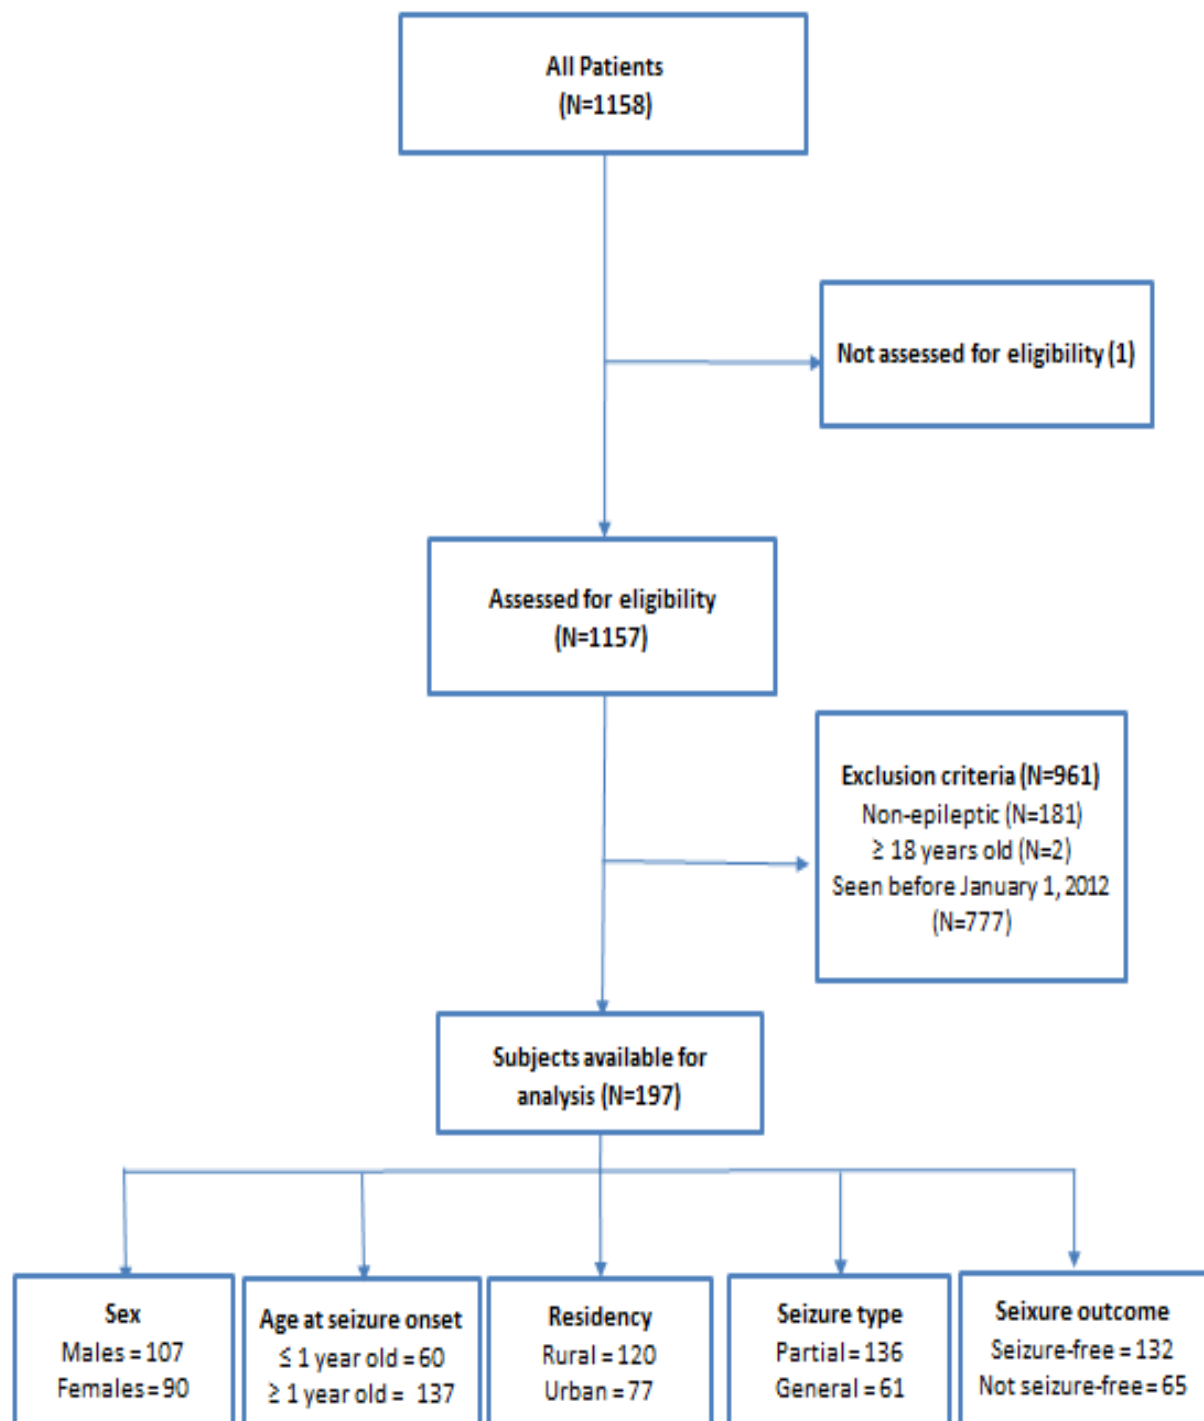 All Patients
(N=1158)
Not assessed for eligibility (1)
Assessed for eligibility
(N=1157)
Exclusion criteria (N=961)
Non-epileptic (N=181)
≥ 18 years old (N=2)
Seen before January 1, 2012
(N=777)
Subjects available for
analysis (N=197)
Sex
Males = 107
Females = 90
Age at seizure onset
≤ 1 year old = 60
≥ 1 year old = 137
Residency
Rural = 120
Urban = 77
Seizure type
Partial = 136
General = 61
Seixure outcome
Seizure-free = 132
Not seizure-free = 65